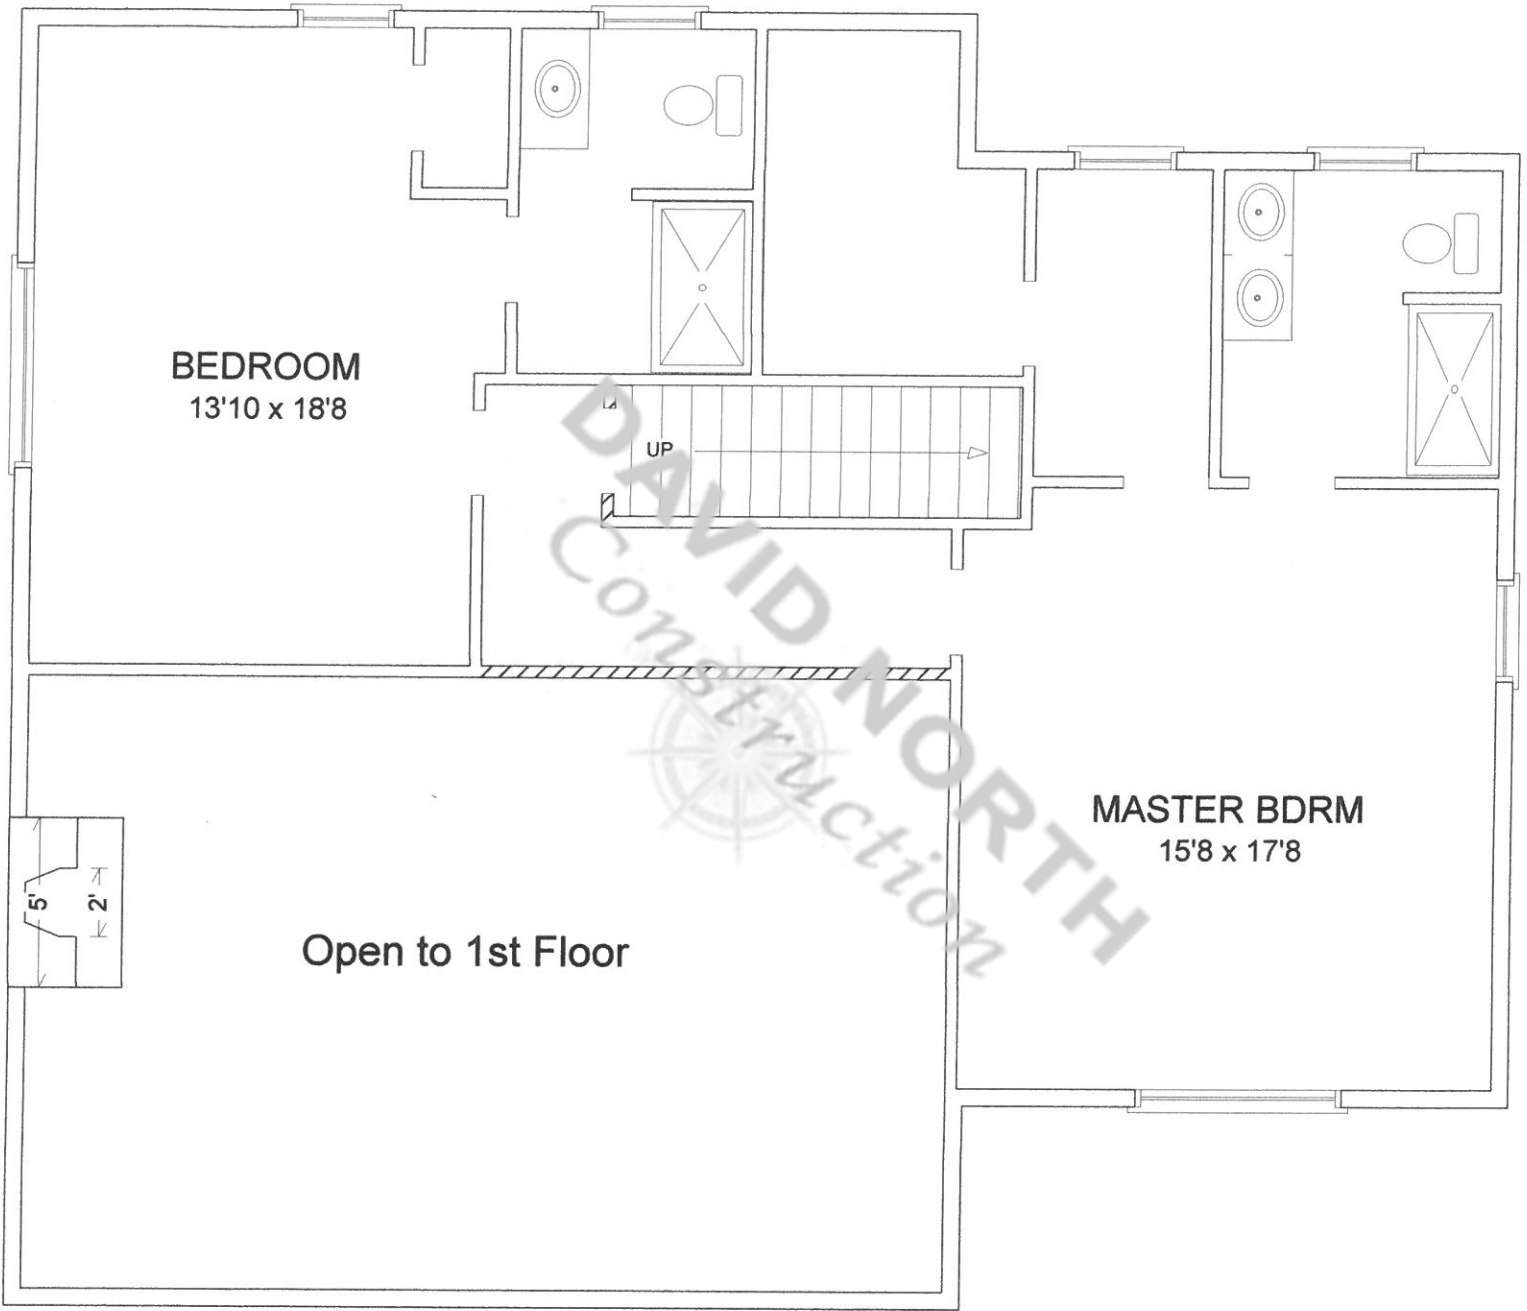 BEDROOM
13'10 x 18'8
UP
DAVID NORTH
Construction
MASTER BDRM
15'8 x 17'8
5'
2'
Open to 1st Floor